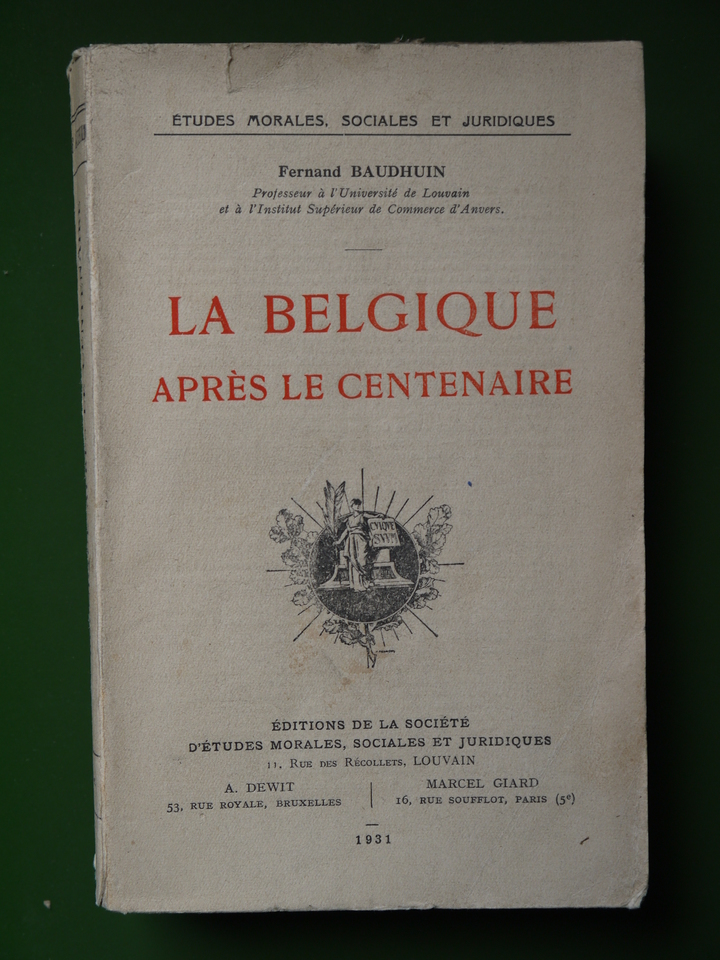 ÉTUDES MORALES, SOCIALES ET JURIDIQUES
Fernand BAUDHUIN
Professeur à l'Université de Louvain
et à l'Institut Supérieur de Commerce d'Anvers.
LA BELGIQUE
APRÈS LE CENTENAIRE
CVIQVE
SVVM
ÉDITIONS DE LA SOCIÉTÉ
D'ÉTUDES MORALES, SOCIALES ET JURIDIQUES
11, RUE DES RÉCOLLETS, LOUVAIN
A. DEWIT
53, RUE ROYALE, BRUXELLES
MARCEL GIARD
16, RUE SOUFFLOT, PARIS (5e)
1931